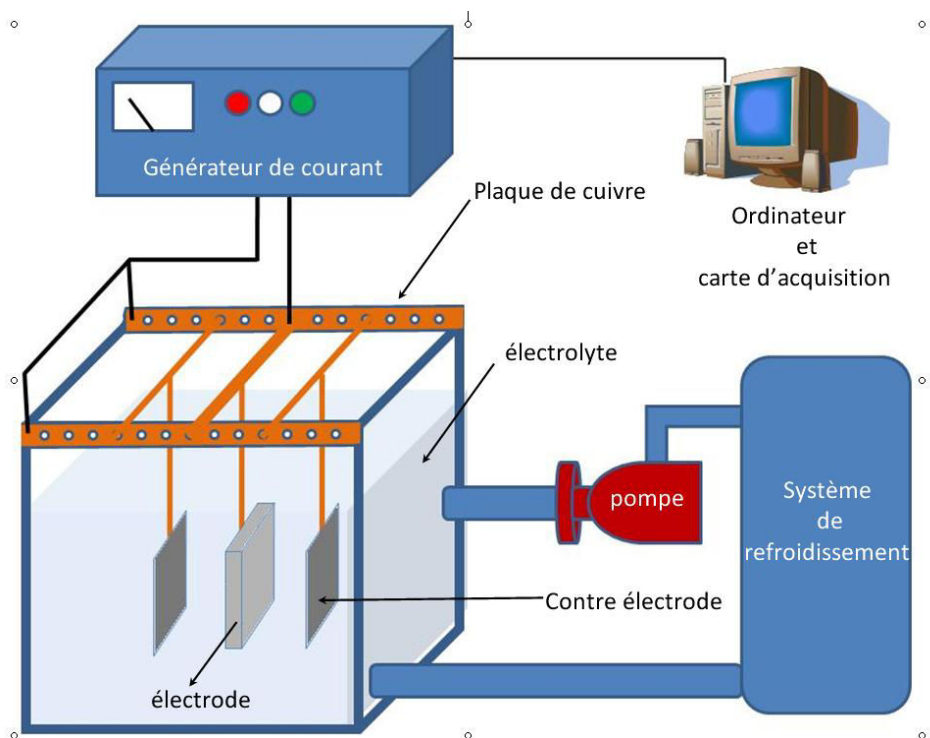 Générateur de courant
Plaque de cuivre
Ordinateur
et
carte d’acquisition
électrolyte
pompe
Système
de
refroidissement
Contre électrode
électrode